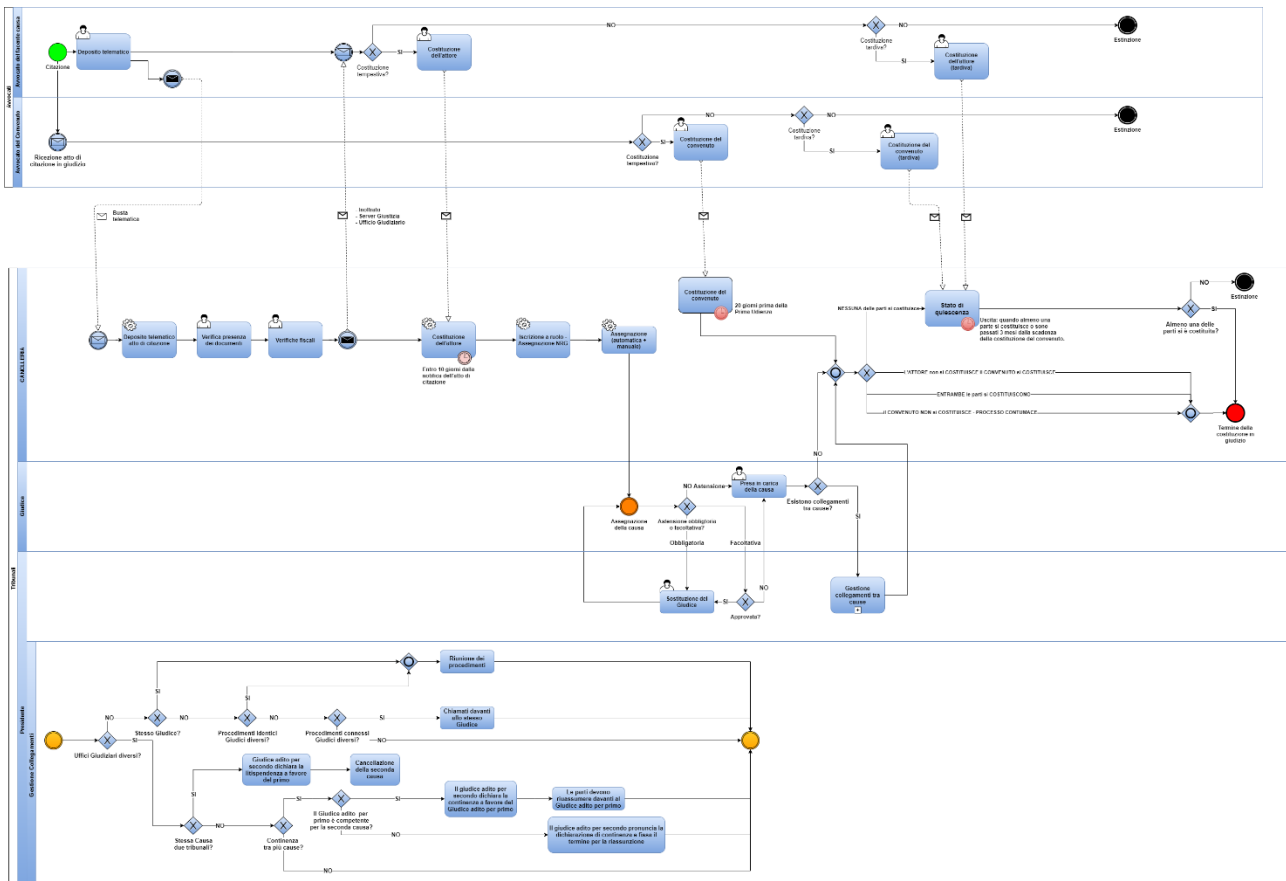 Avvocati
Avvocato dell'avente causa
Citazione
Deposito telematico
Costituzione
tempestiva?
NO
SI
Costituzione
dell'attore
Costituzione
tardiva?
NO
SI
Costituzione
dell'attore
(tardiva)
Estinzione
Avvocato del Convenuto
Ricezione atto di
citazione in giudizio
Costituzione
tempestiva?
NO
SI
Costituzione del
convenuto
Costituzione
tardiva?
NO
SI
Costituzione del
convenuto
(tardiva)
Estinzione
Busta
telematica
Inoltrato
- Server Giustizia
- Ufficio Giudiziario
Tribunali
CANCELLERIA
Deposito telematico
atto di citazione
Verifica presenza
dei documenti
Verifiche fiscali
Costituzione
dell'attore
Entro 10 giorni dalla
notifica dell'atto di
citazione
Iscrizione a ruolo -
Assegnazione NRG
Assegnazione
(automatica +
manuale)
Costituzione del
convenuto
20 giorni prima della
Prima Udienza
NESSUNA delle parti si costituisce
Stato di
quiescenza
Uscita: quando almeno una
parte si costituisce o sono
passati 3 mesi dalla scadenza
della costituzione del convenuto.
NO
SI
Estinzione
Almeno una delle
parti si è costituita?
L'ATTORE non si COSTITUISCE il CONVENUTO si COSTITUISCE
ENTRAMBE le parti si COSTITUISCONO
il CONVENUTO NON si COSTITUISCE - PROCESSO CONTUMACE
Termine della
costituzione in
giudizio
Giudice
Assegnazione
della causa
Astensione obbligatoria
o facoltativa?
NO Astensione
Obbligatoria
Facoltativa
Presa in carica
della causa
NO
Esistono collegamenti
tra cause?
NO
SI
Presidente
Sostituzione del
Giudice
SI
Approvata?
Gestione
collegamenti tra
cause
Gestione Collegamenti
Uffici Giudiziari diversi?
NO
SI
Stesso Giudice?
SI
NO
Procedimenti identici
Giudici diversi?
SI
NO
Procedimenti connessi
Giudici diversi?
SI
NO
Riunione dei
procedimenti
Chiamati davanti
allo stesso
Giudice
Stessa Causa
due tribunali?
SI
NO
Giudice adito per
secondo dichiara la
litispendenza a favore
del primo
Cancellazione
della seconda
causa
Continenza
tra più cause?
SI
NO
Il Giudice adito per
primo è competente
per la seconda causa?
SI
NO
Il giudice adito per
secondo dichiara la
continenza a favore del
Giudice adito per primo
Le parti devono
riassumere davanti al
Giudice adito per primo
Il giudice adito per secondo pronuncia la
dichiarazione di continenza e fissa il
termine per la riassunzione